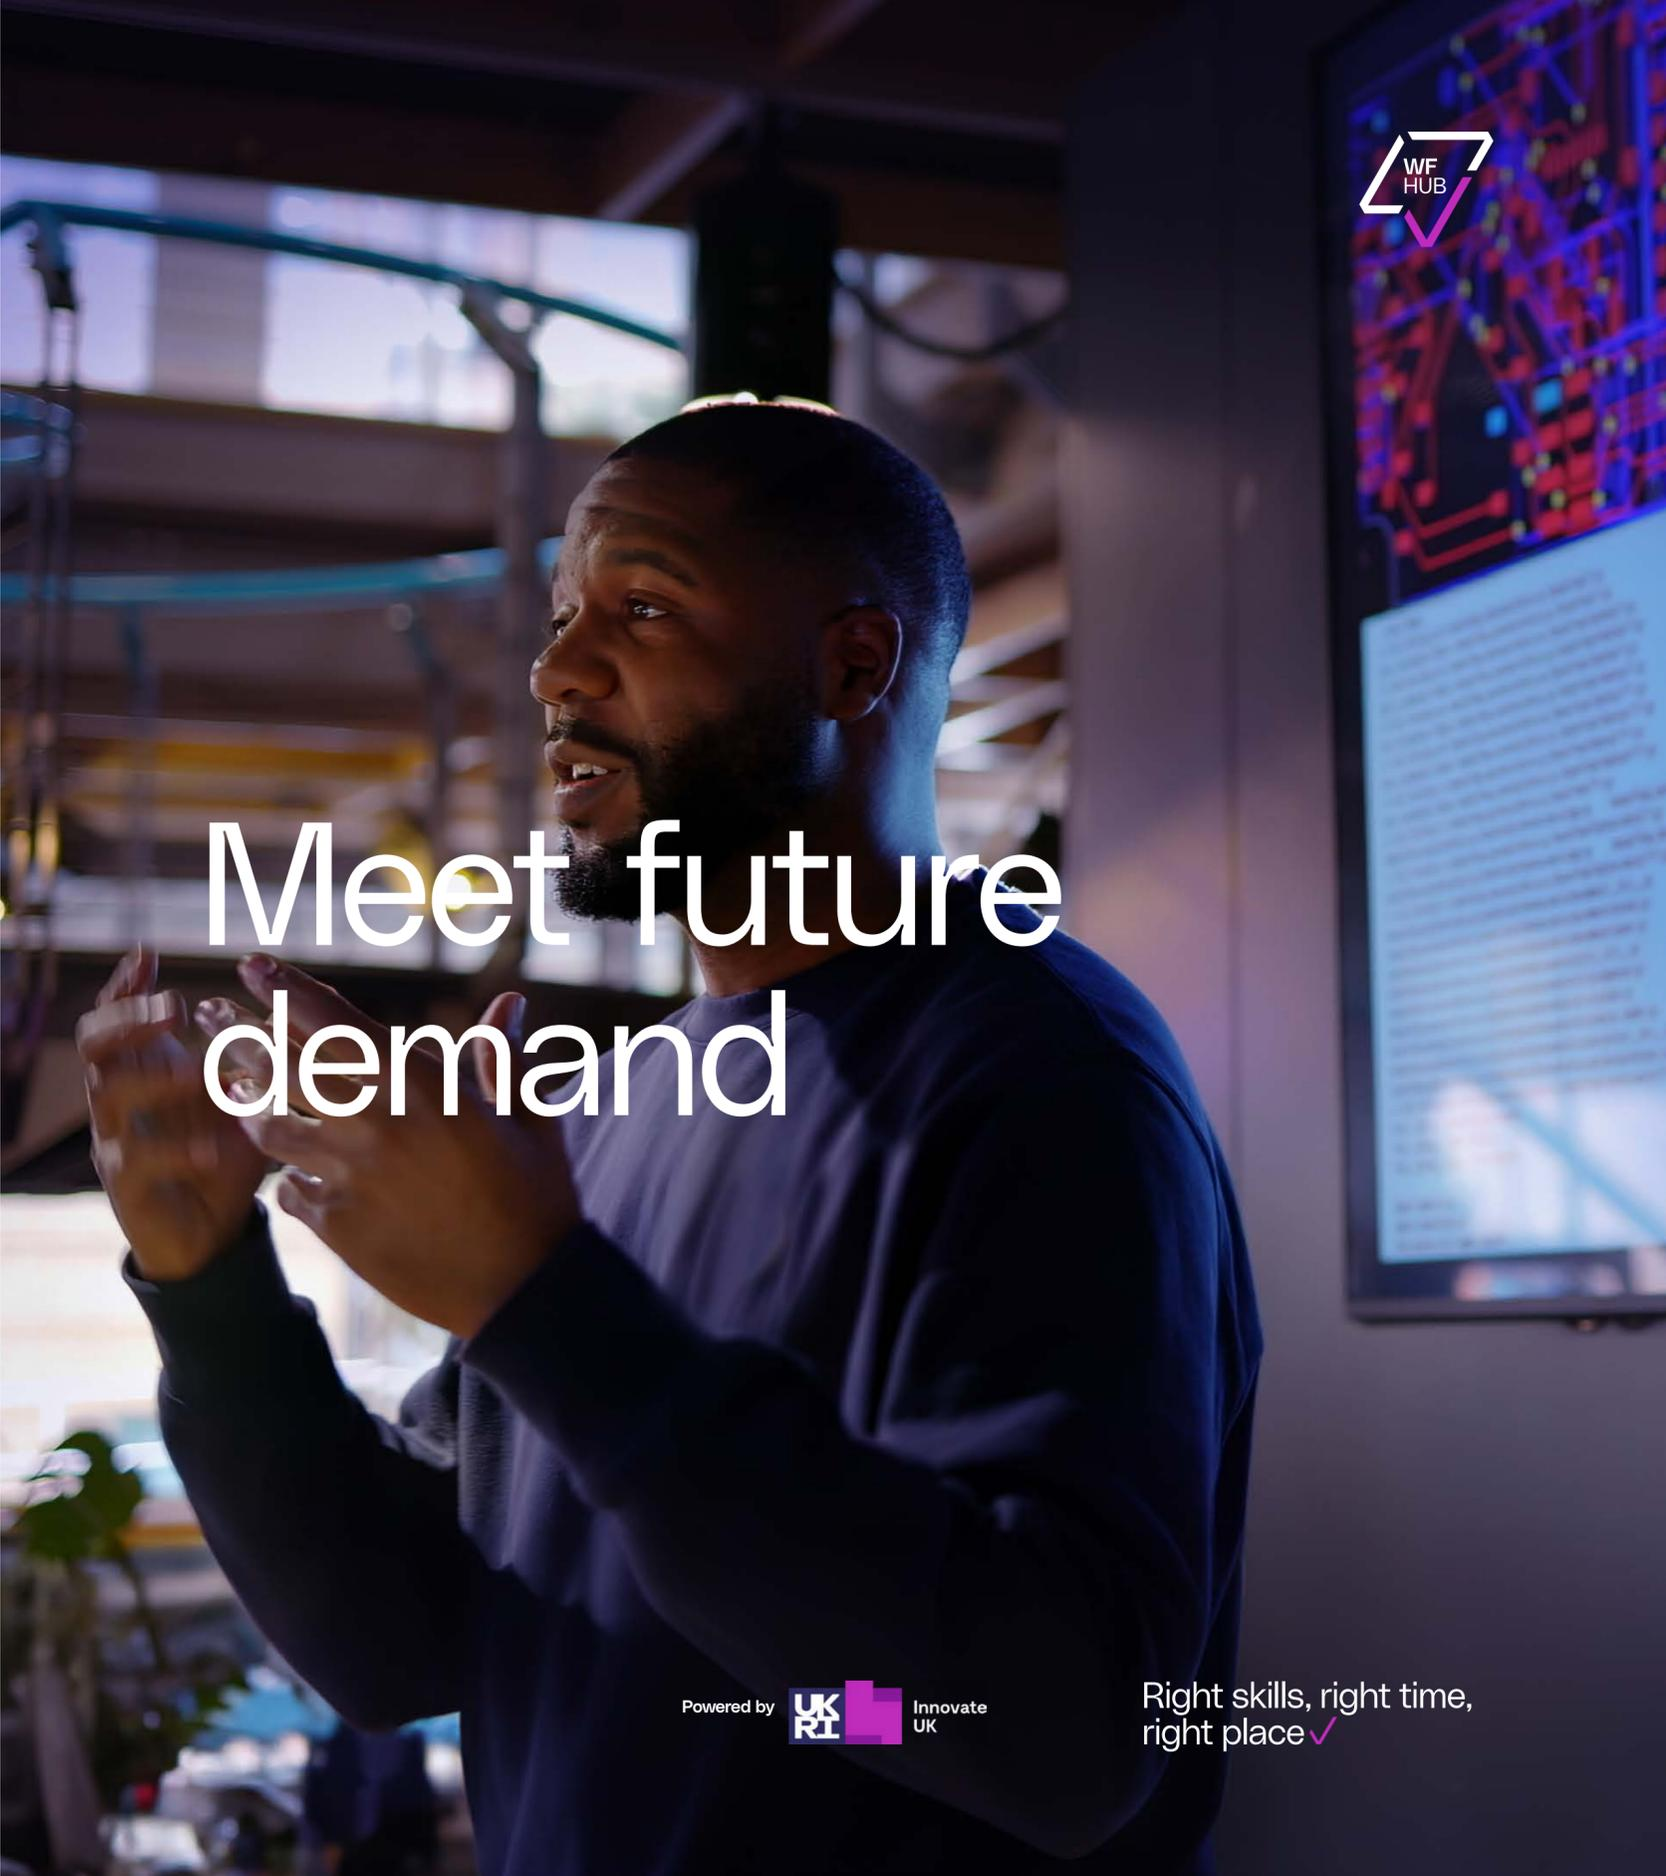 WF
HUB
Meet future
demand
Powered by
UK
RI
Innovate
UK
Right skills, right time,
right place